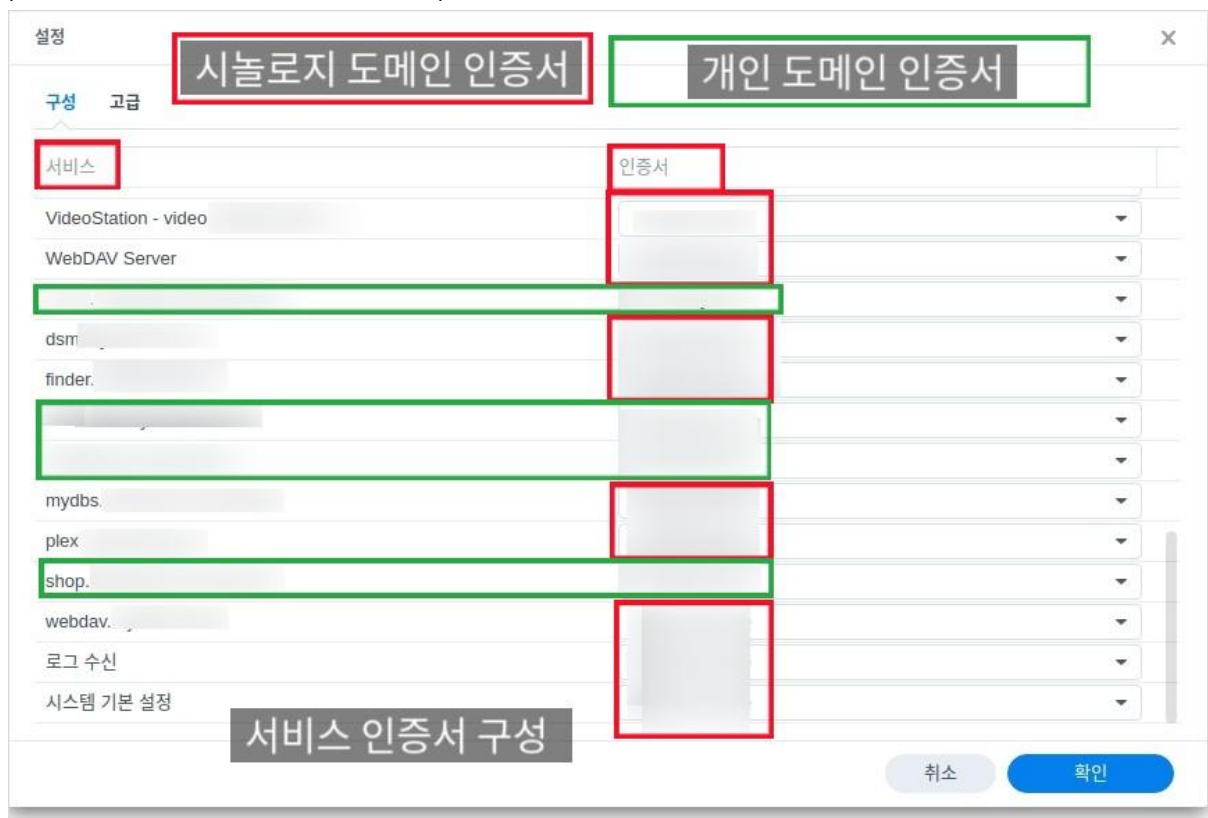 설정
시놀로지 도메인 인증서
개인 도메인 인증서
구성 고급
서비스 인증서
VideoStation - video
WebDAV Server
dsm
finder.
mydbs.
plex
shop.
webdav.
로그 수신
시스템 기본 설정
서비스 인증서 구성
취소 확인